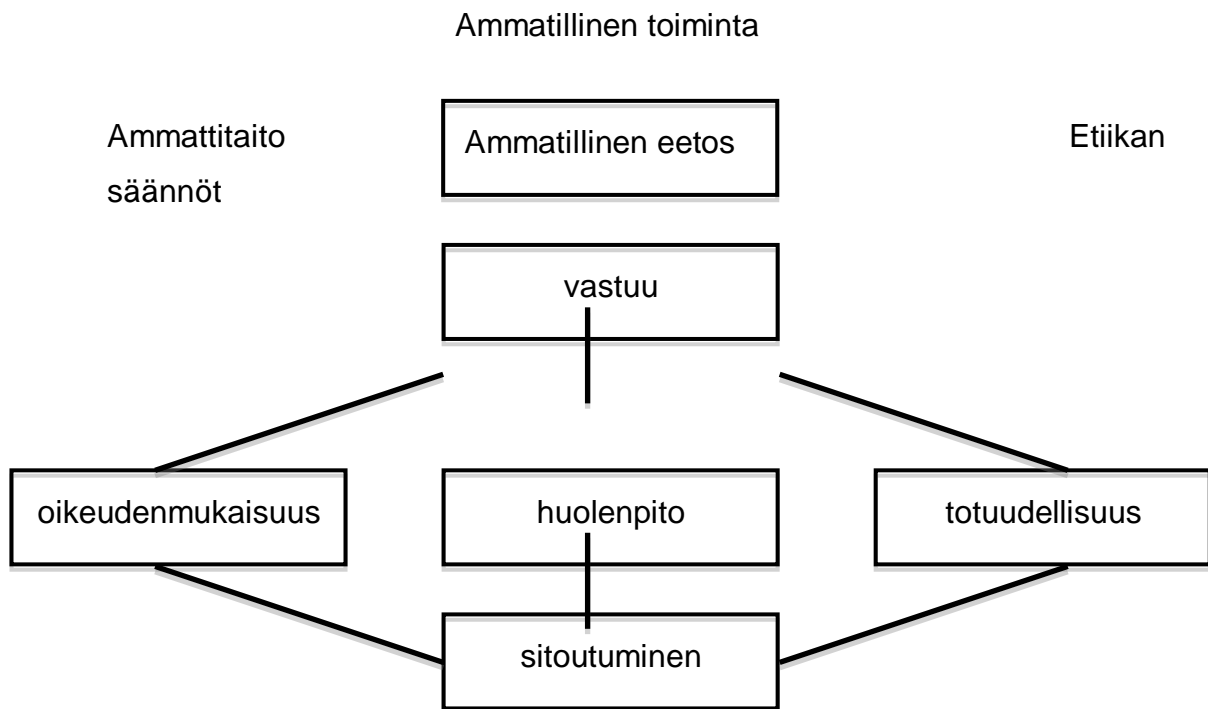 Ammatillinen toiminta
Ammattitaito Ammatillinen eetos Etiikan
säännöt
vastuu
oikeudenmukaisuus huolenpito totuudellisuus
sitoutuminen